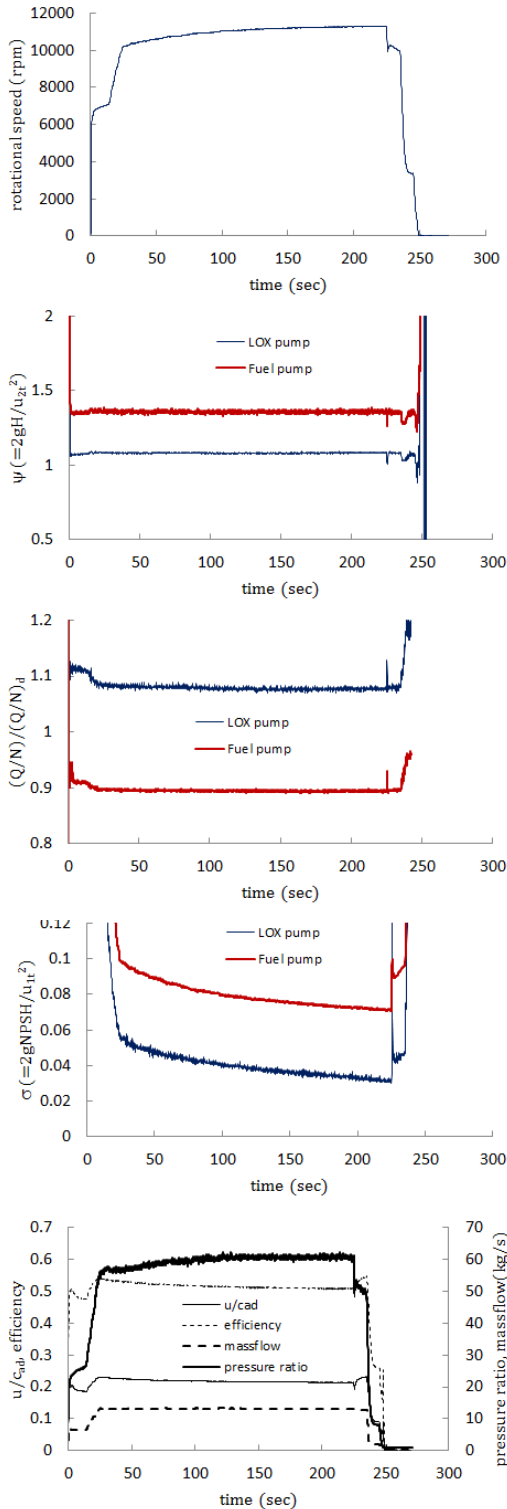 rotational speed (rpm)
12000
10000
8000
6000
4000
2000
0
0 50 100 150 200 250 300
time (sec)
Ψ (=2gH/u2t²)
2
1.5
1
0.5
LOX pump
Fuel pump
0 50 100 150 200 250 300
time (sec)
(Q/N)/(Q/N)d
1.2
1.1
1
0.9
0.8
LOX pump
Fuel pump
0 50 100 150 200 250 300
time (sec)
σ (=2gNPSH/u1t²)
0.12
0.1
0.08
0.06
0.04
0.02
0
LOX pump
Fuel pump
0 50 100 150 200 250 300
time (sec)
u/cad, efficiency
0.7
0.6
0.5
0.4
0.3
0.2
0.1
0
u/cad
efficiency
massflow
pressure ratio
70
60
50
40
30
20
10
0
pressure ratio, massflow(kg/s)
0 50 100 150 200 250 300
time (sec)